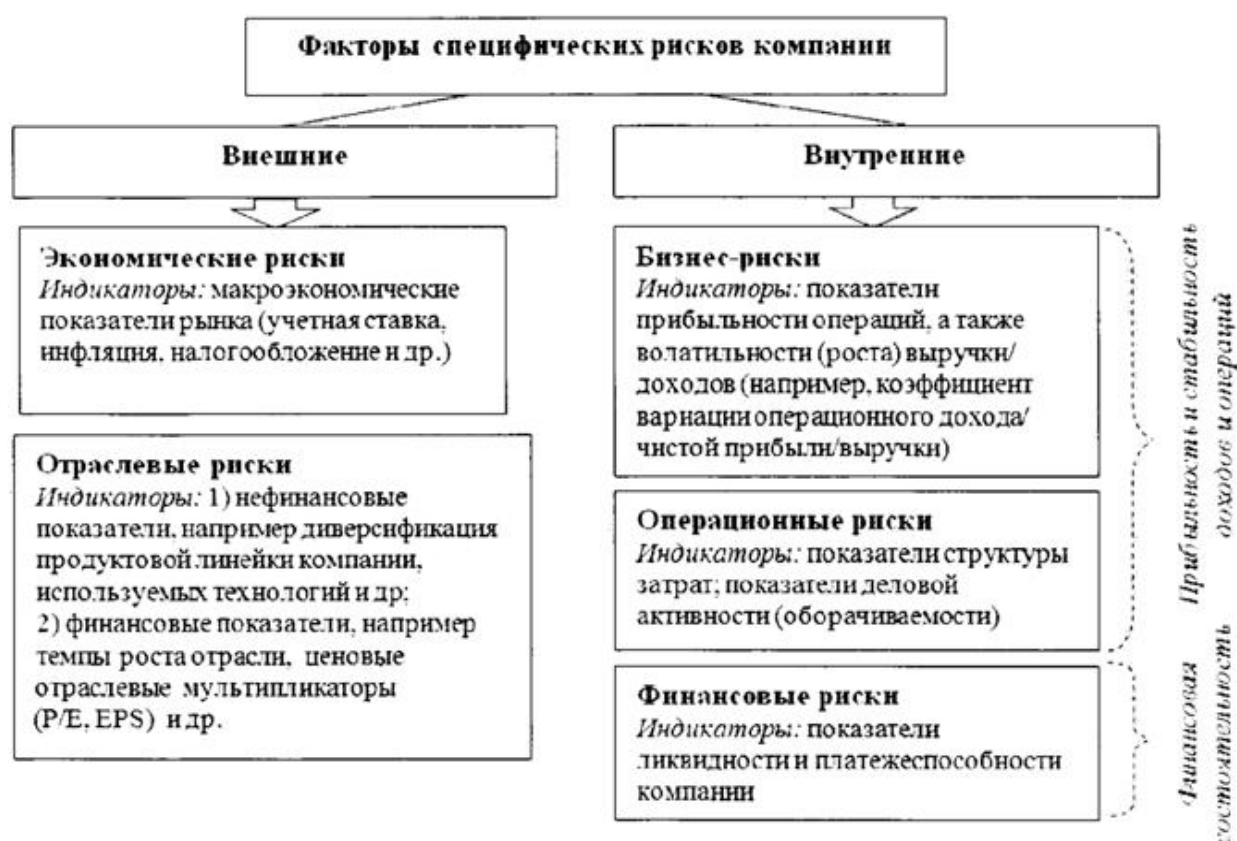 Факторы специфических рисков компании
Внешние
Экономические риски
Индикаторы: макроэкономические
показатели рынка (учетная ставка,
инфляция, налогообложение и др.)
Отраслевые риски
Индикаторы: 1) нефинансовые
показатели, например диверсификация
продуктовой линейки компании,
используемых технологий и др;
2) финансовые показатели, например
темпы роста отрасли, ценовые
отраслевые мультипликаторы
(P/E, EPS) и др.
Внутренние
Бизнес-риски
Индикаторы: показатели
прибыльности операций, а также
волатильности (роста) выручки/
доходов (например, коэффициент
вариации операционного дохода/
чистой прибыли/выручки)
Операционные риски
Индикаторы: показатели структуры
затрат; показатели деловой
активности (оборачиваемости)
Финансовые риски
Индикаторы: показатели
ликвидности и платежеспособности
компании
Прибыльность и стабильность
доходов и операций
Финансовая
состоятельность